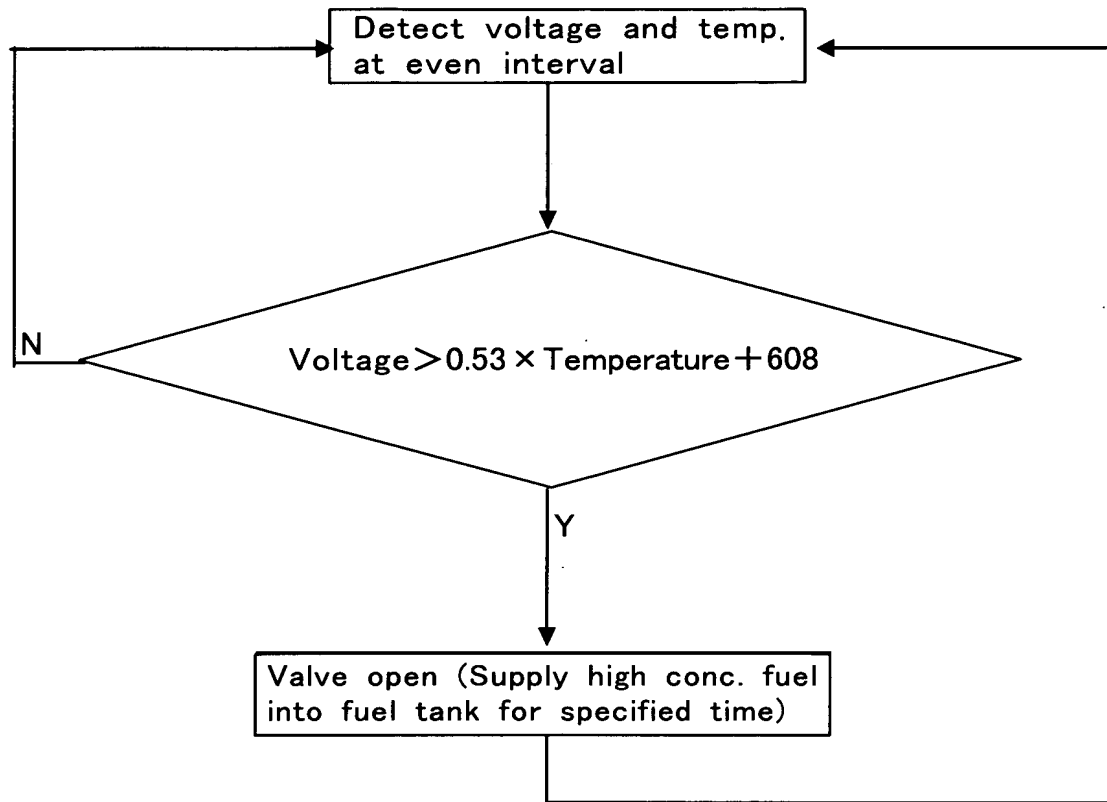 Detect voltage and temp.
at even interval
N
Voltage＞0.53 × Temperature＋608
Y
Valve open (Supply high conc. fuel
into fuel tank for specified time)